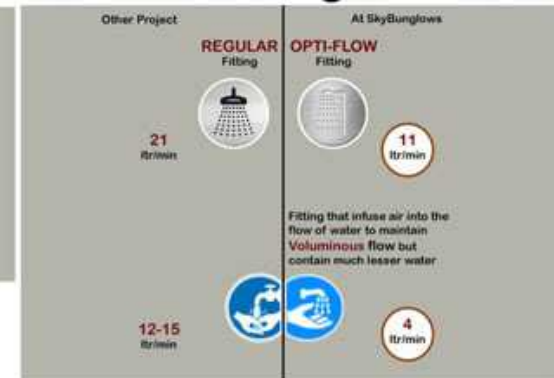 Other Project
At SkyBunglows
REGULAR
Fitting
OPTI-FLOW
Fitting
21
ltr/min
11
ltr/min
Fitting that infuse air into the
flow of water to maintain
Voluminous flow but
contain much lesser water
12-15
ltr/min
4
ltr/min